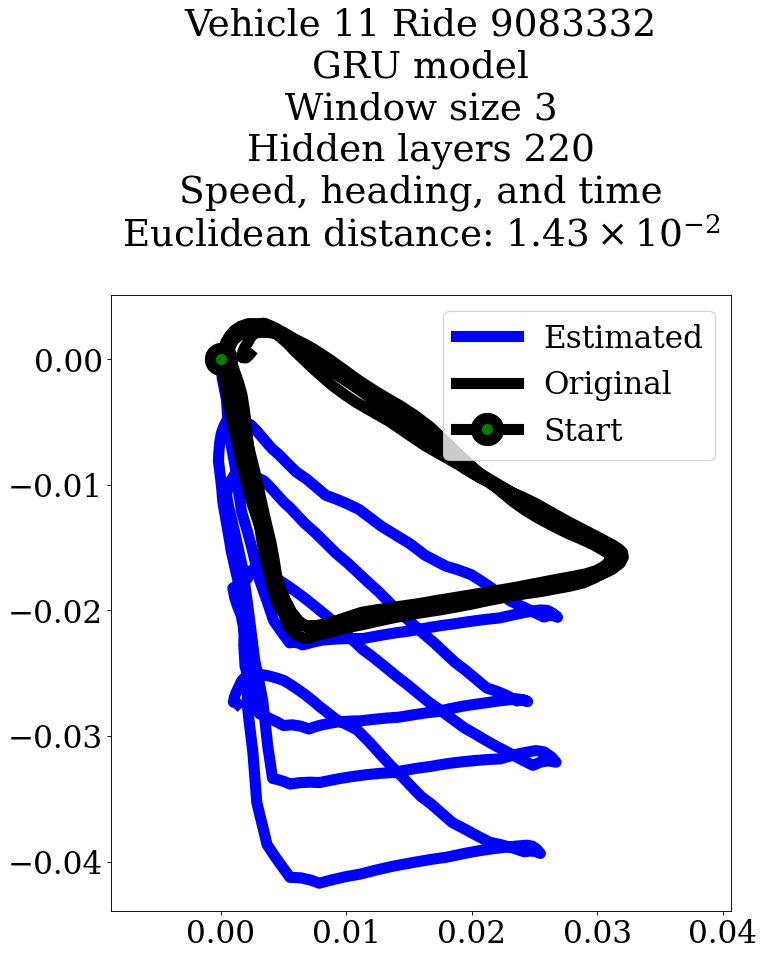 Vehicle 11 Ride 9083332
GRU model
Window size 3
Hidden layers 220
Speed, heading, and time
Euclidean distance: 1.43 × 10⁻²
Estimated
Original
Start
0.00
−0.01
−0.02
−0.03
−0.04
0.00 0.01 0.02 0.03 0.04